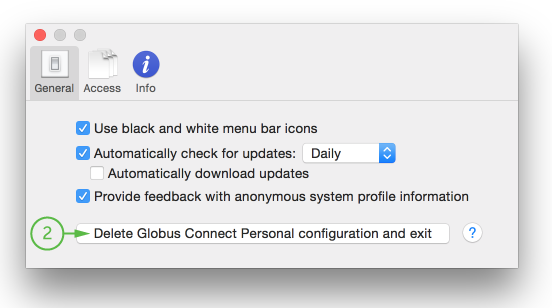 General Access Info
Use black and white menu bar icons
Automatically check for updates: Daily
Automatically download updates
Provide feedback with anonymous system profile information
2 Delete Globus Connect Personal configuration and exit ?